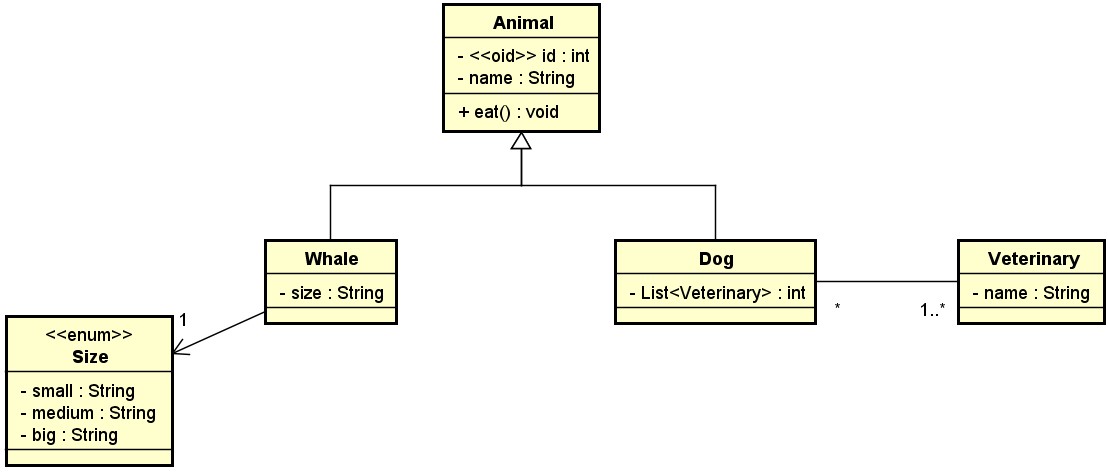 Animal
- <<oid>> id : int
- name : String
+ eat() : void
Whale
- size : String
Dog
- List<Veterinary> : int
* 1..*
Veterinary
- name : String
1
<<enum>>
Size
- small : String
- medium : String
- big : String